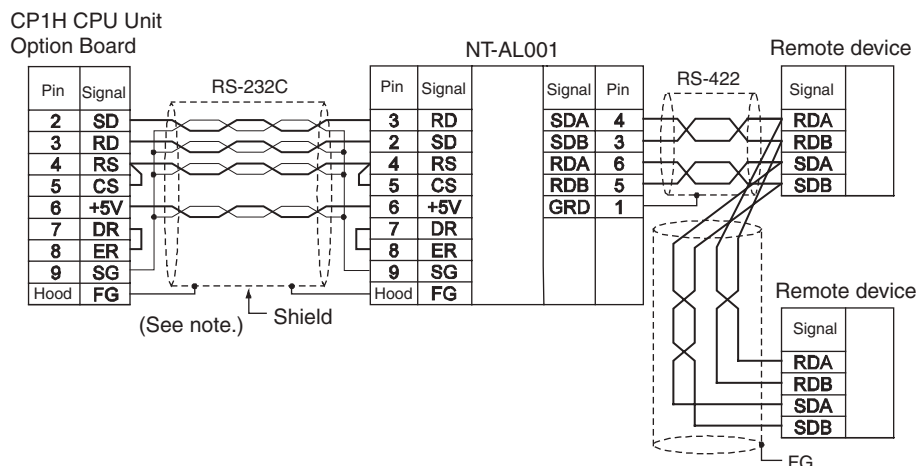 CP1H CPU Unit
Option Board
NT-AL001
Remote device
RS-232C
RS-422
Pin Signal
2 SD
3 RD
4 RS
5 CS
6 +5V
7 DR
8 ER
9 SG
Hood FG
Pin Signal
3 RD
2 SD
4 RS
5 CS
6 +5V
7 DR
8 ER
9 SG
Hood FG
Signal Pin
SDA 4
SDB 3
RDA 6
RDB 5
GRD 1
Signal
RDA
RDB
SDA
SDB
(See note.)
Shield
Remote device
Signal
RDA
RDB
SDA
SDB
FG